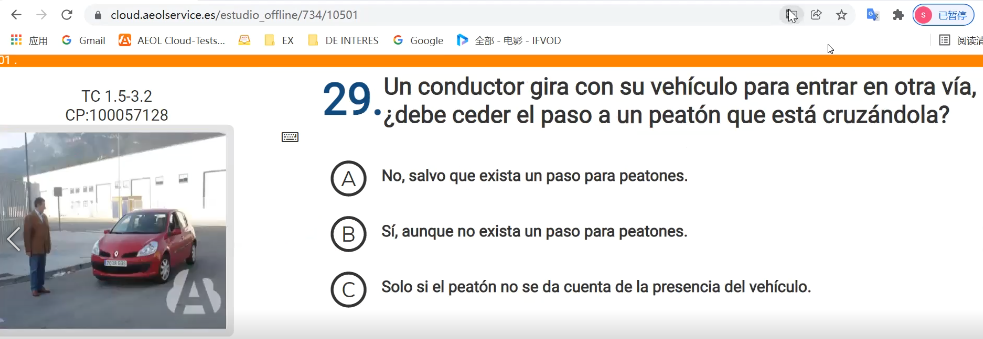 cloud.aeolservice.es/estudio_offline/734/10501
已暂停
应用
Gmail
AEOL Cloud-Tests...
EX
DE INTERES
Google
全部 - 电影 - IFVOD
01 .
TC 1.5-3.2
CP:100057128
29. Un conductor gira con su vehículo para entrar en otra vía,
¿debe ceder el paso a un peatón que está cruzándola?
A No, salvo que exista un paso para peatones.
B Sí, aunque no exista un paso para peatones.
C Solo si el peatón no se da cuenta de la presencia del vehículo.